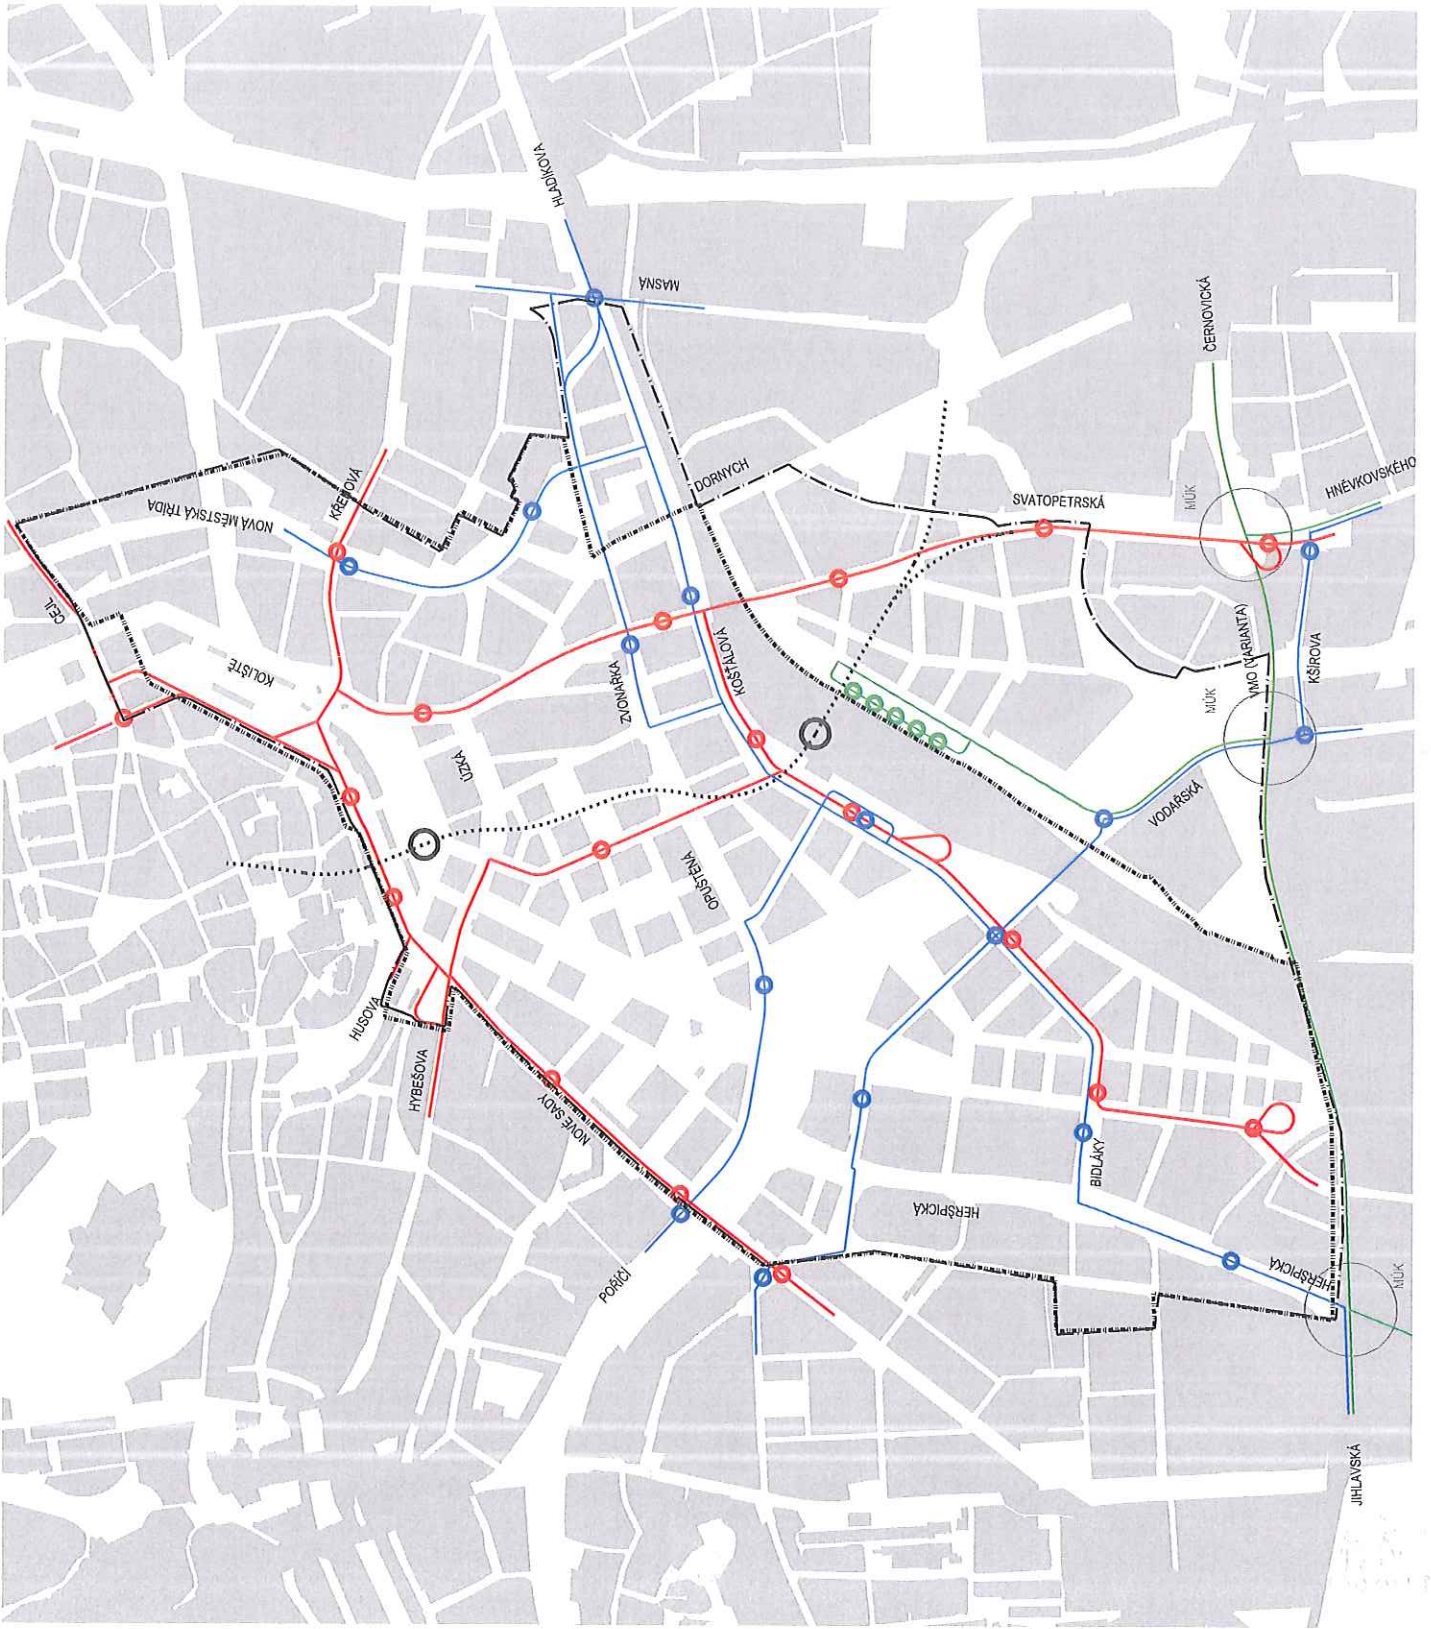 HLADÍKOVA
MASNÁ
ČERNOVICKÁ
KŘENOVÁ
NOVÁ MĚSTSKÁ TŘÍDA
DORNYCH
SVATOPETRSKÁ
MÚK
HNĚVKOVSKÉHO
CEJL
KOLIŠTĚ
ZVONAŘKA
KOŠŤÁLOVA
VMO (VARIANTA)
MÚK
KŠÍROVA
ÚZKÁ
VODAŘSKÁ
OPUŠTĚNÁ
HUSOVA
HYBEŠOVA
NOVÉ SADY
BIDLÁKY
HERŠPICKÁ
POŘÍČÍ
HERŠPICKÁ
MÚK
JIHLAVSKÁ